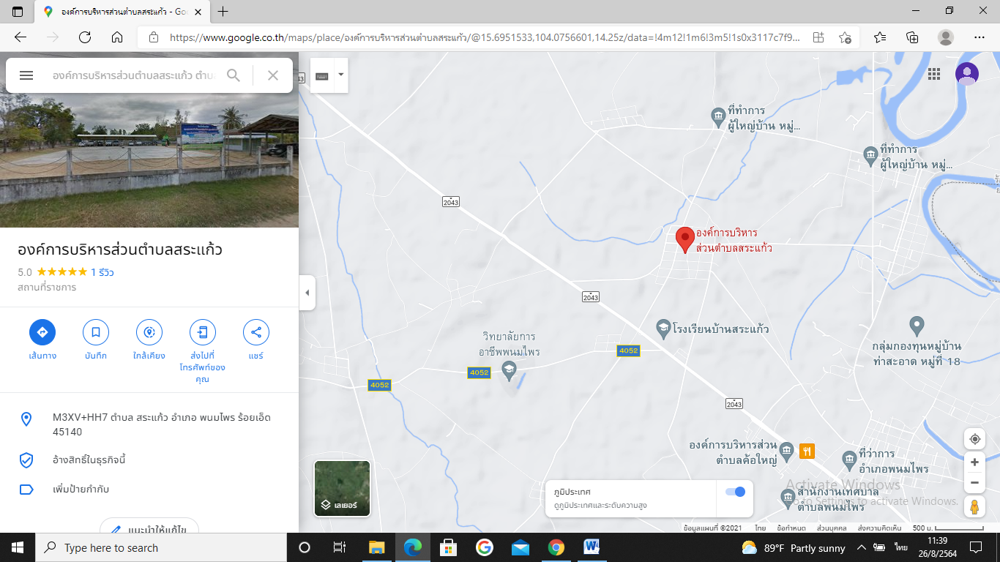 องค์การบริหารส่วนตำบลสระแก้ว - Goo
https://www.google.co.th/maps/place/องค์การบริหารส่วนตำบลสระแก้ว/@15.6951533,104.0756601,14.25z/data=!4m12!1m6!3m5!1s0x3117c7f9...
องค์การบริหารส่วนตำบลสระแก้ว ตำบ
องค์การบริหารส่วนตำบลสระแก้ว
5.0 ★★★★★ 1 รีวิว
สถานที่ราชการ
เส้นทาง
บันทึก
ใกล้เคียง
ส่งไปที่
โทรศัพท์ของ
คุณ
แชร์
M3XV+HH7 ตำบล สระแก้ว อำเภอ พนมไพร ร้อยเอ็ด
45140
อ้างสิทธิ์ในธุรกิจนี้
เพิ่มป้ายกำกับ
แนะนำให้แก้ไข
43
ที่ทำการ
ผู้ใหญ่บ้าน หมู่...
ที่ทำการ
ผู้ใหญ่บ้าน หมู่...
2043
องค์การบริหาร
ส่วนตำบลสระแก้ว
2043
โรงเรียนบ้านสระแก้ว
วิทยาลัยการ
อาชีพพนมไพร
กลุ่มกองทุนหมู่บ้าน
ท่าสะอาด หมู่ที่ 18
4052
4052
4052
2043
องค์การบริหารส่วน
ตำบลค้อใหญ่
ที่ว่าการ
อำเภอพนมไพร
สำนักงานเทศบาล
ตำบลพนมไพร
Activate Windows
Go to Settings to activate Windows.
เลเยอร์
ภูมิประเทศ
ดูภูมิประเทศและระดับความสูง
ข้อมูลแผนที่ ©2021 ไทย ข้อกำหนด ส่วนบุคคล ส่งความคิดเห็น 500 ม.
Type here to search
89°F Partly sunny
ไทย
11:39
26/8/2564